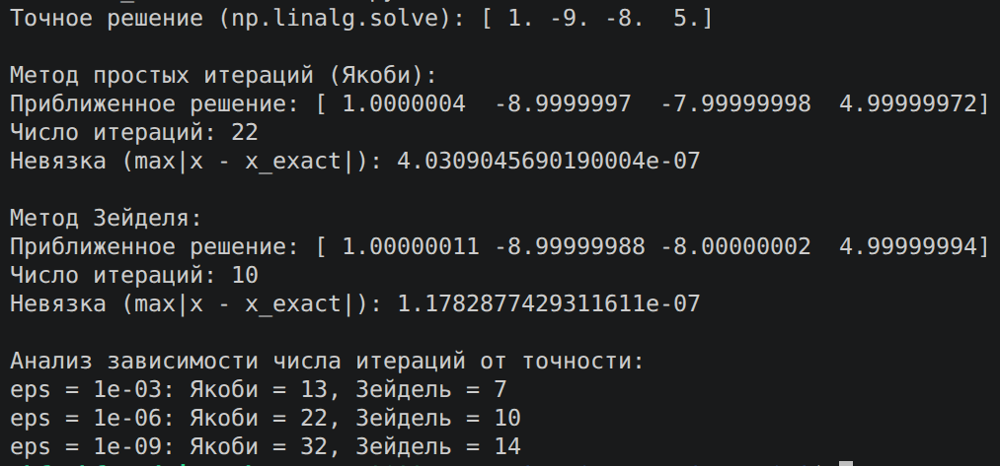 Точное решение (np.linalg.solve): [ 1. -9. -8.  5.]
Метод простых итераций (Якоби):
Приближенное решение: [ 1.0000004  -8.9999997  -7.99999998  4.99999972]
Число итераций: 22
Невязка (max|x - x_exact|): 4.0309045690190004e-07
Метод Зейделя:
Приближенное решение: [ 1.00000011 -8.99999988 -8.00000002  4.99999994]
Число итераций: 10
Невязка (max|x - x_exact|): 1.1782877429311611e-07
Анализ зависимости числа итераций от точности:
eps = 1e-03: Якоби = 13, Зейдель = 7
eps = 1e-06: Якоби = 22, Зейдель = 10
eps = 1e-09: Якоби = 32, Зейдель = 14